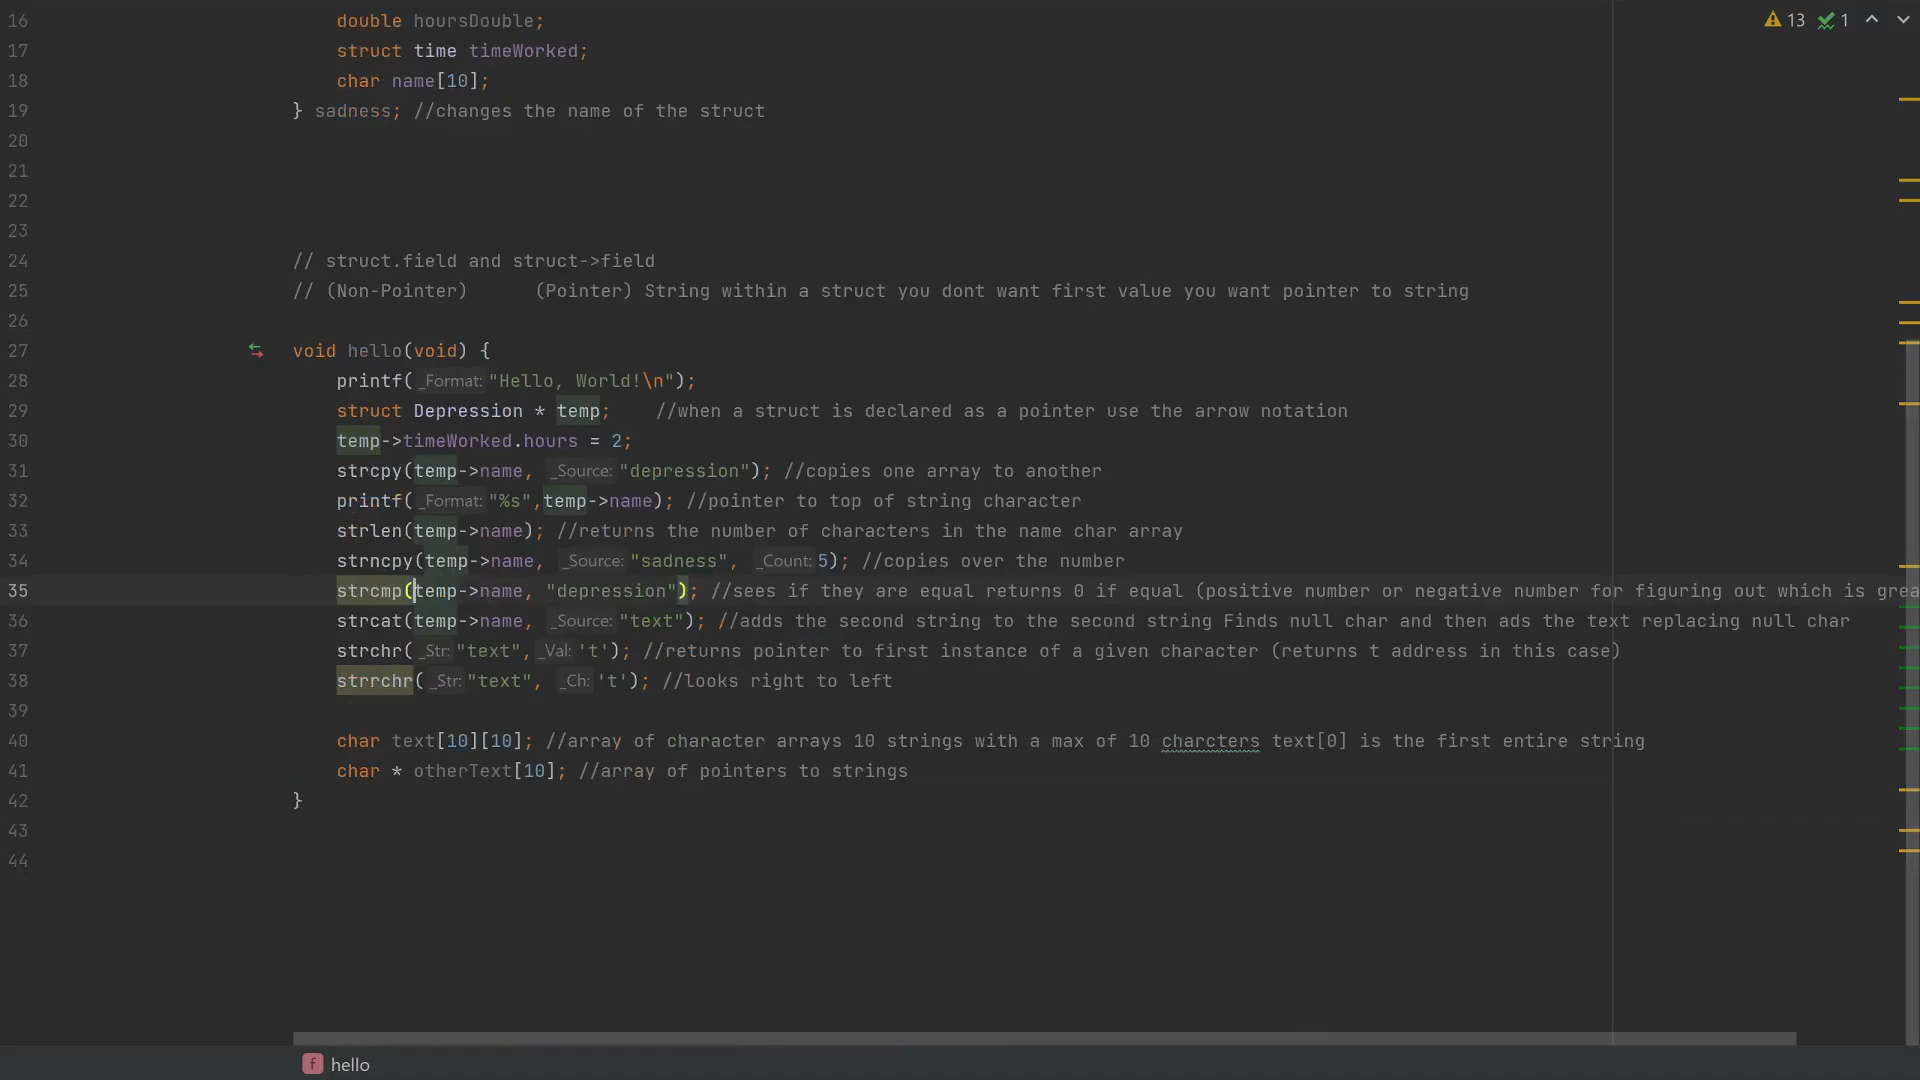 16 double hoursDouble; 13 1
17 struct time timeWorked;
18 char name[10];
19 } sadness; //changes the name of the struct
20
21
22
23
24 // struct.field and struct->field
25 // (Non-Pointer) (Pointer) String within a struct you dont want first value you want pointer to string
26
27 void hello(void) {
28 printf( _Format: "Hello, World!\n");
29 struct Depression * temp; //when a struct is declared as a pointer use the arrow notation
30 temp->timeWorked.hours = 2;
31 strcpy(temp->name, _Source: "depression"); //copies one array to another
32 printf( _Format: "%s",temp->name); //pointer to top of string character
33 strlen(temp->name); //returns the number of characters in the name char array
34 strncpy(temp->name, _Source: "sadness", _Count: 5); //copies over the number
35 strcmp(temp->name, "depression"); //sees if they are equal returns 0 if equal (positive number or negative number for figuring out which is grea
36 strcat(temp->name, _Source: "text"); //adds the second string to the second string Finds null char and then ads the text replacing null char
37 strchr( _Str: "text", _Val: 't'); //returns pointer to first instance of a given character (returns t address in this case)
38 strrchr( _Str: "text", _Ch: 't'); //looks right to left
39
40 char text[10][10]; //array of character arrays 10 strings with a max of 10 charcters text[0] is the first entire string
41 char * otherText[10]; //array of pointers to strings
42 }
43
44
f hello